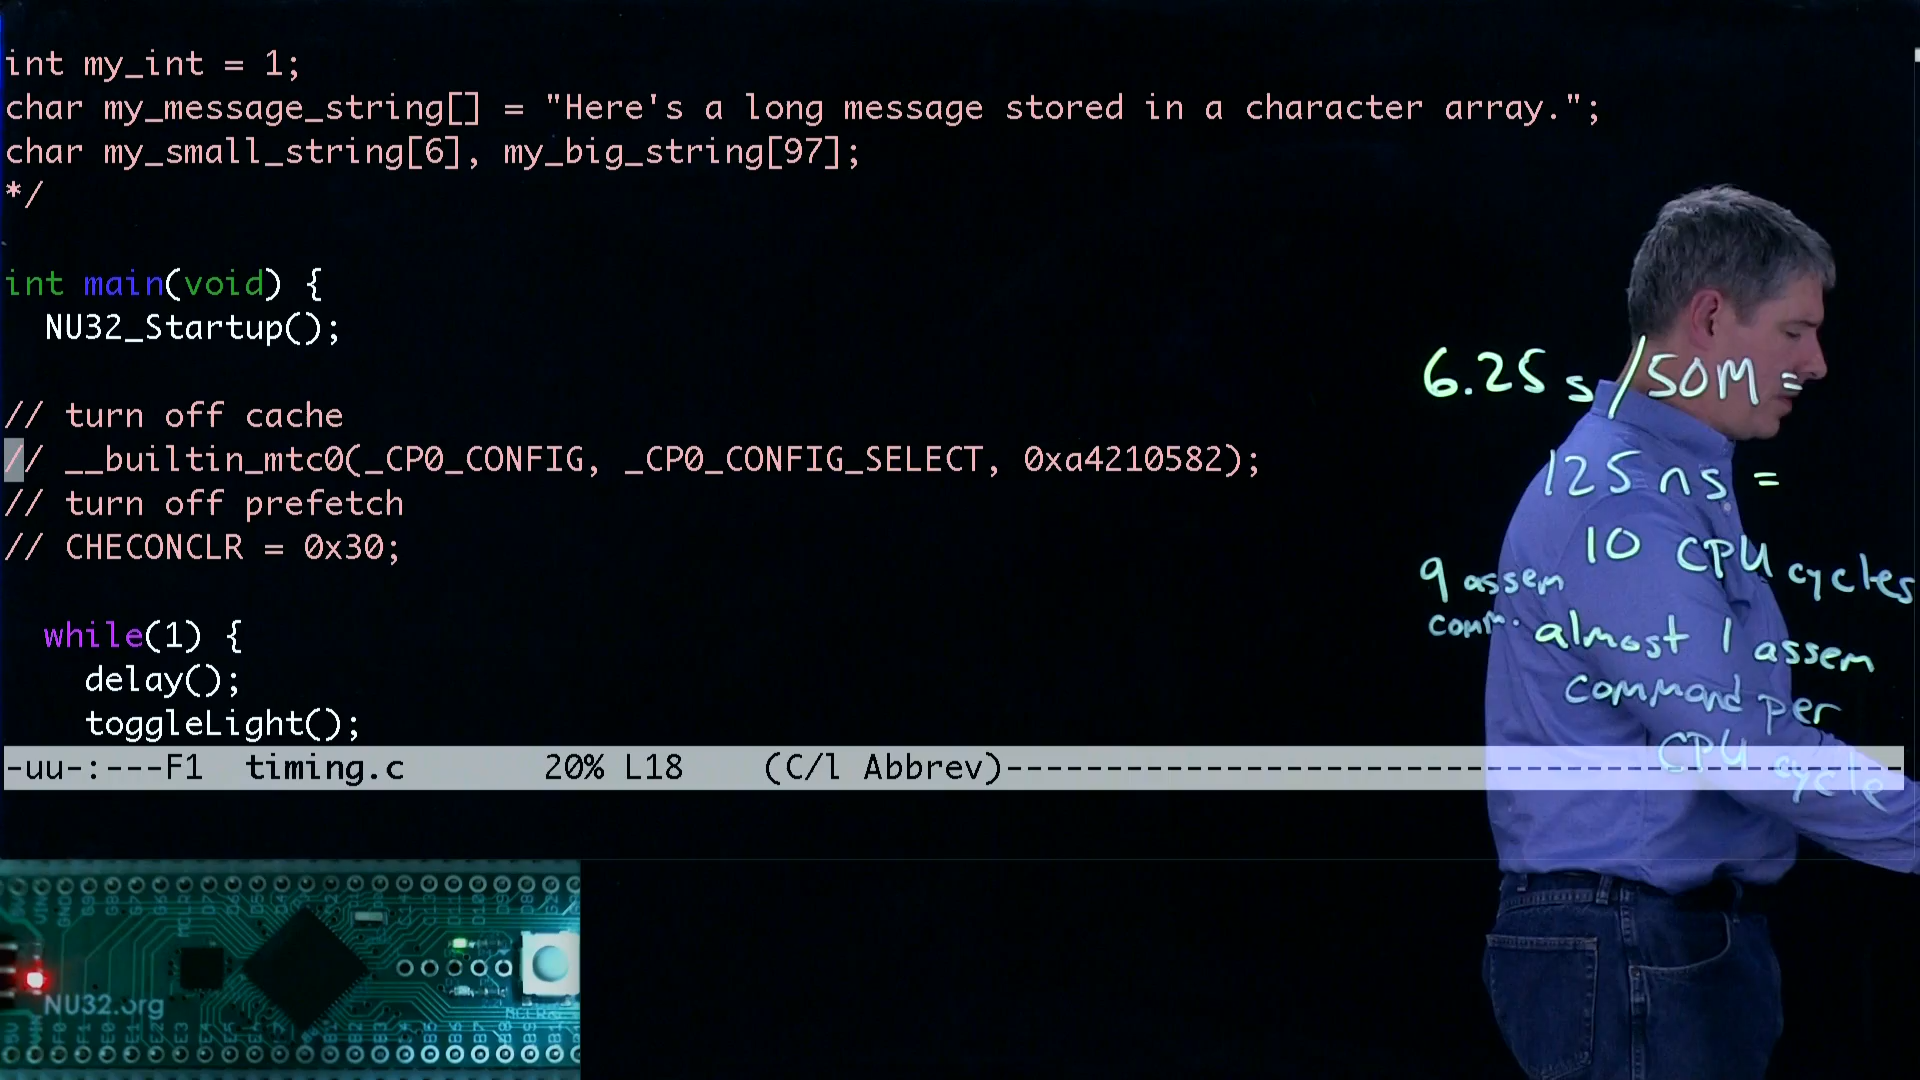 int my_int = 1;
char my_message_string[] = "Here's a long message stored in a character array.";
char my_small_string[6], my_big_string[97];
*/
int main(void) {
NU32_Startup();
// turn off cache
// __builtin_mtc0(_CP0_CONFIG, _CP0_CONFIG_SELECT, 0xa4210582);
// turn off prefetch
// CHECONCLR = 0x30;
while(1) {
delay();
toggleLight();
-uu-:---F1 timing.c 20% L18 (C/l Abbrev)----------------------------------------------
6.25 s /50M =
125 ns =
10 CPU cycles
9 assem
comm.
almost 1 assem
command per
CPU cycle
NU32.org